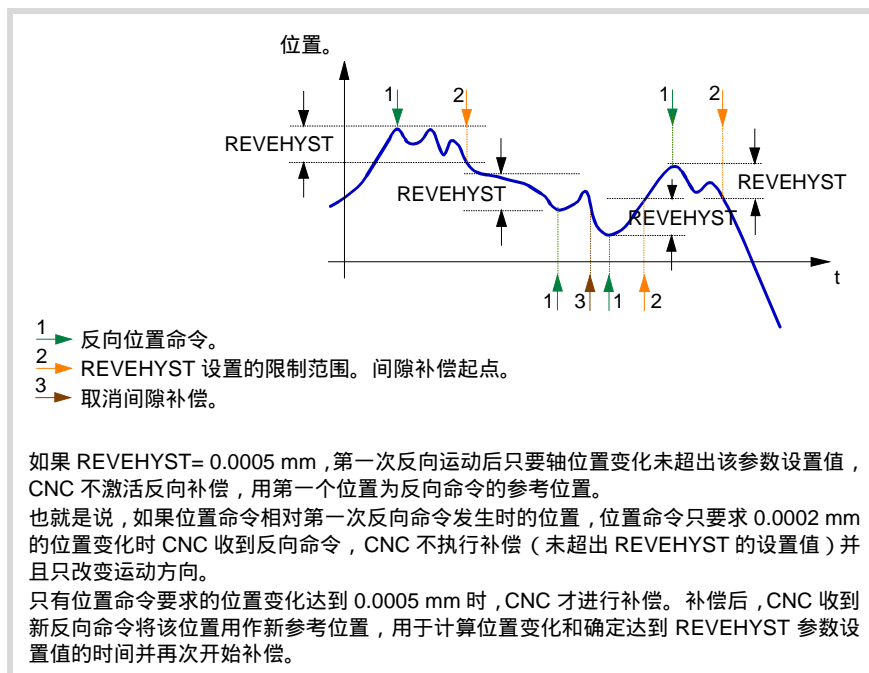 位置。
1 2 1 2
REVEHYST
REVEHYST
REVEHYST
REVEHYST
t
1 3 1 2
1 反向位置命令。
2 REVEHYST 设置的限制范围。间隙补偿起点。
3 取消间隙补偿。
如果 REVEHYST= 0.0005 mm ,第一次反向运动后只要轴位置变化未超出该参数设置值 ,
CNC 不激活反向补偿 , 用第一个位置为反向命令的参考位置。
也就是说 , 如果位置命令相对第一次反向命令发生时的位置 , 位置命令只要求 0.0002 mm
的位置变化时 CNC 收到反向命令 , CNC 不执行补偿 ( 未超出 REVEHYST 的设置值 ) 并
且只改变运动方向。
只有位置命令要求的位置变化达到 0.0005 mm 时 , CNC 才进行补偿。补偿后 , CNC 收到
新反向命令将该位置用作新参考位置 , 用于计算位置变化和确定达到 REVEHYST 参数设
置值的时间并再次开始补偿。